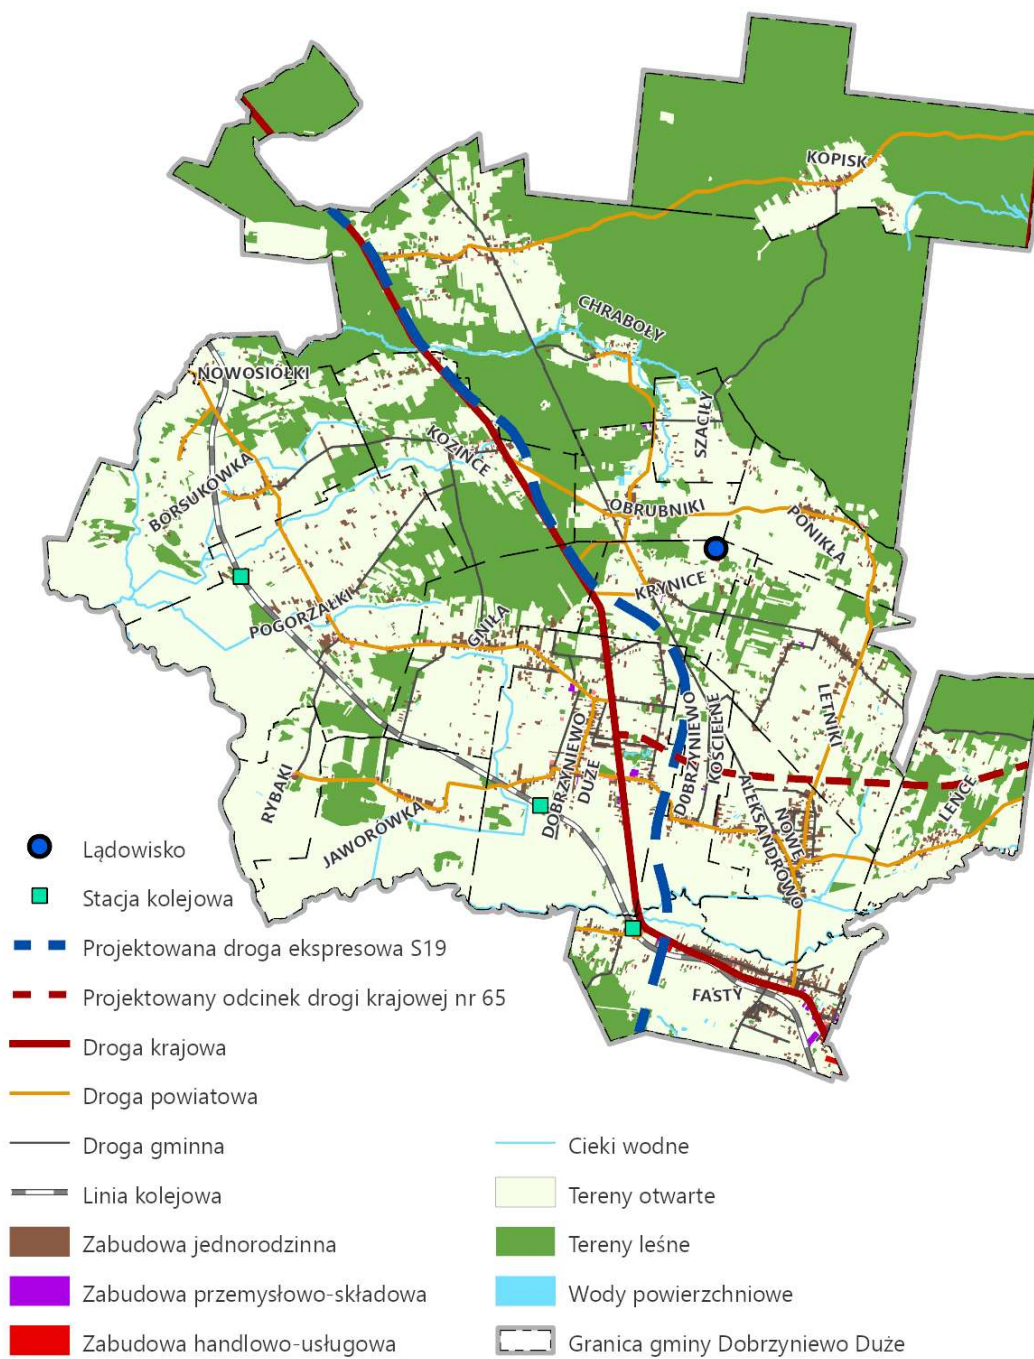 KOPISK
CHRABOŁY
NOWOSIÓŁKI
SZACIŁY
KOZIŃCE
BORSUKÓWKA
OBRUBNIKI
PONIKŁA
KRYNICE
POGORZAŁKI
GNIŁA
LETNIKI
DOBRZYNIEWO
KOŚCIELNE
DOBRZYNIEWO
DUŻE
RYBAKI
JAWORÓWKA
NOWE
ALEKSANDROWO
LEŃCE
FASTY
Lądowisko
Stacja kolejowa
Projektowana droga ekspresowa S19
Projektowany odcinek drogi krajowej nr 65
Droga krajowa
Droga powiatowa
Droga gminna
Linia kolejowa
Zabudowa jednorodzinna
Zabudowa przemysłowo-składowa
Zabudowa handlowo-usługowa
Cieki wodne
Tereny otwarte
Tereny leśne
Wody powierzchniowe
Granica gminy Dobrzyniewo Duże